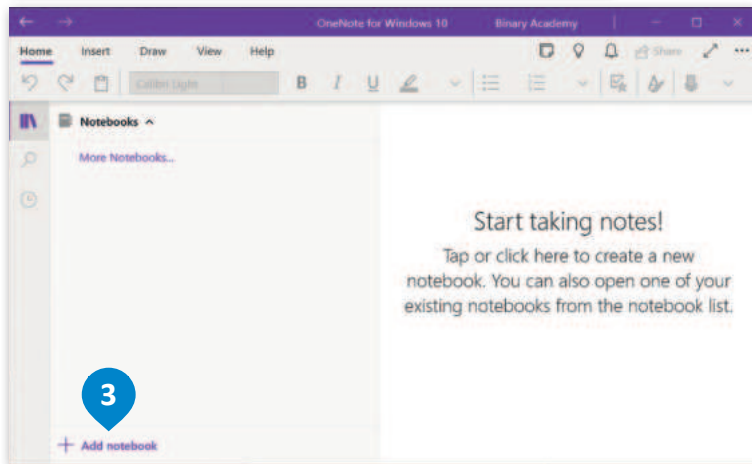 OneNote for Windows 10 Binary Academy
Home Insert Draw View Help Share
Calibri Light B I U
Notebooks
More Notebooks...
Start taking notes!
Tap or click here to create a new
notebook. You can also open one of your
existing notebooks from the notebook list.
3
+ Add notebook